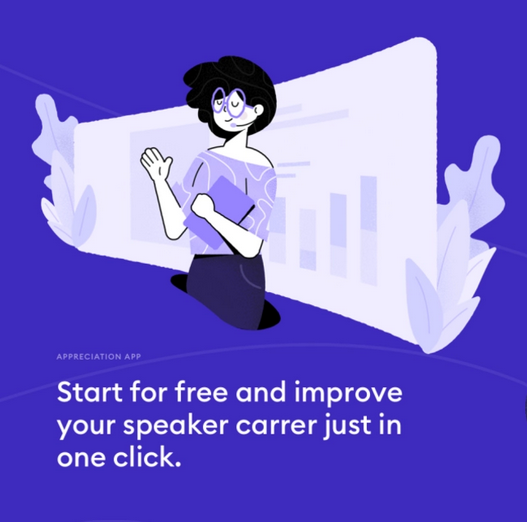 APPRECIATION APP
Start for free and improve
your speaker carrer just in
one click.